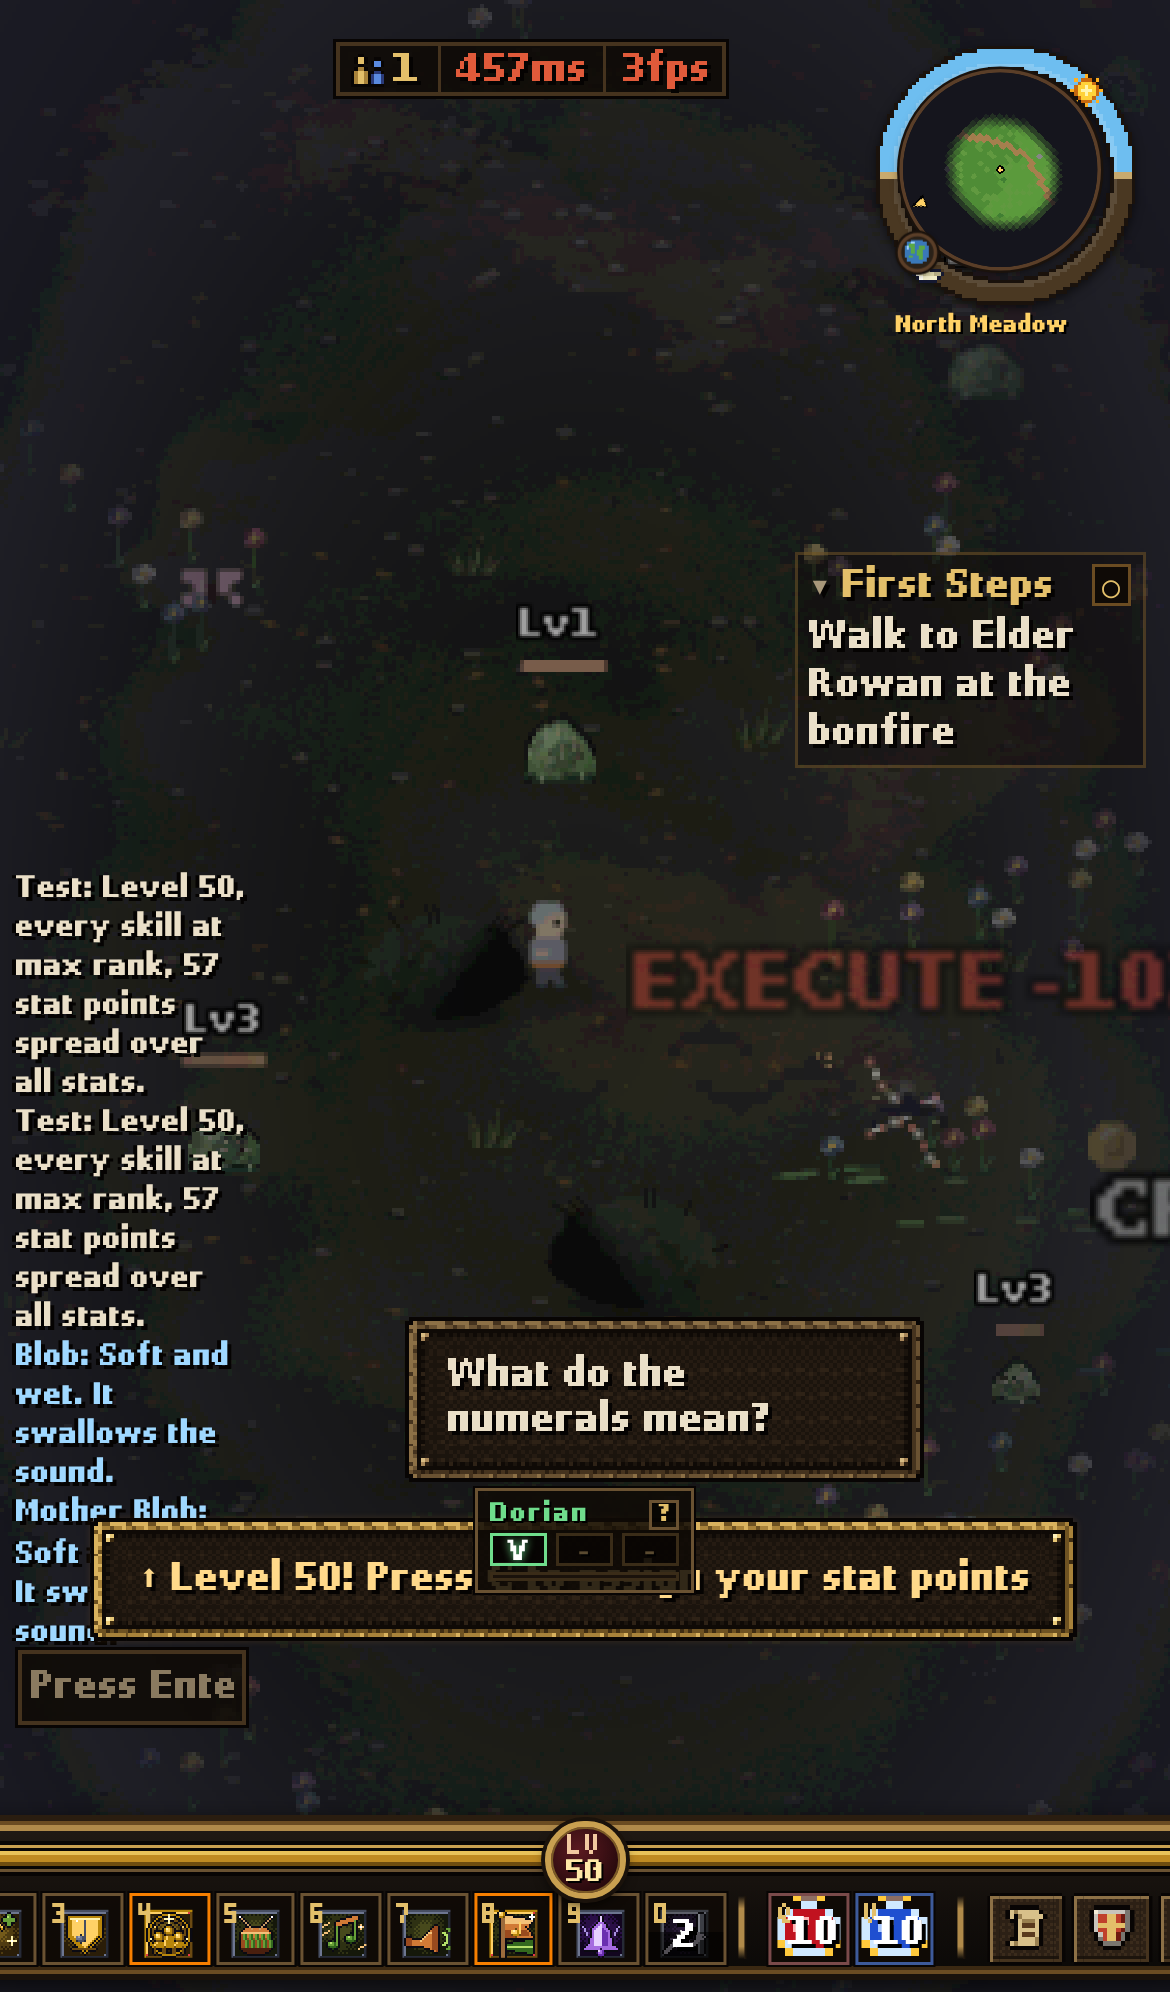 1 457ms 3fps
North Meadow
▼ First Steps
Walk to Elder
Rowan at the
bonfire
Lv1
EXECUTE -10
Lv3
Test: Level 50,
every skill at
max rank, 57
stat points
spread over
all stats.
Test: Level 50,
every skill at
max rank, 57
stat points
spread over
all stats.
Blob: Soft and
wet. It
swallows the
sound.
Mother Blob:
Soft
It sw
Lv3
What do the
numerals mean?
Dorian ?
V - -
↑ Level 50! Press your stat points
Press Ente
LV
50
3 4 5 6 7 8 9 0 2 10 10